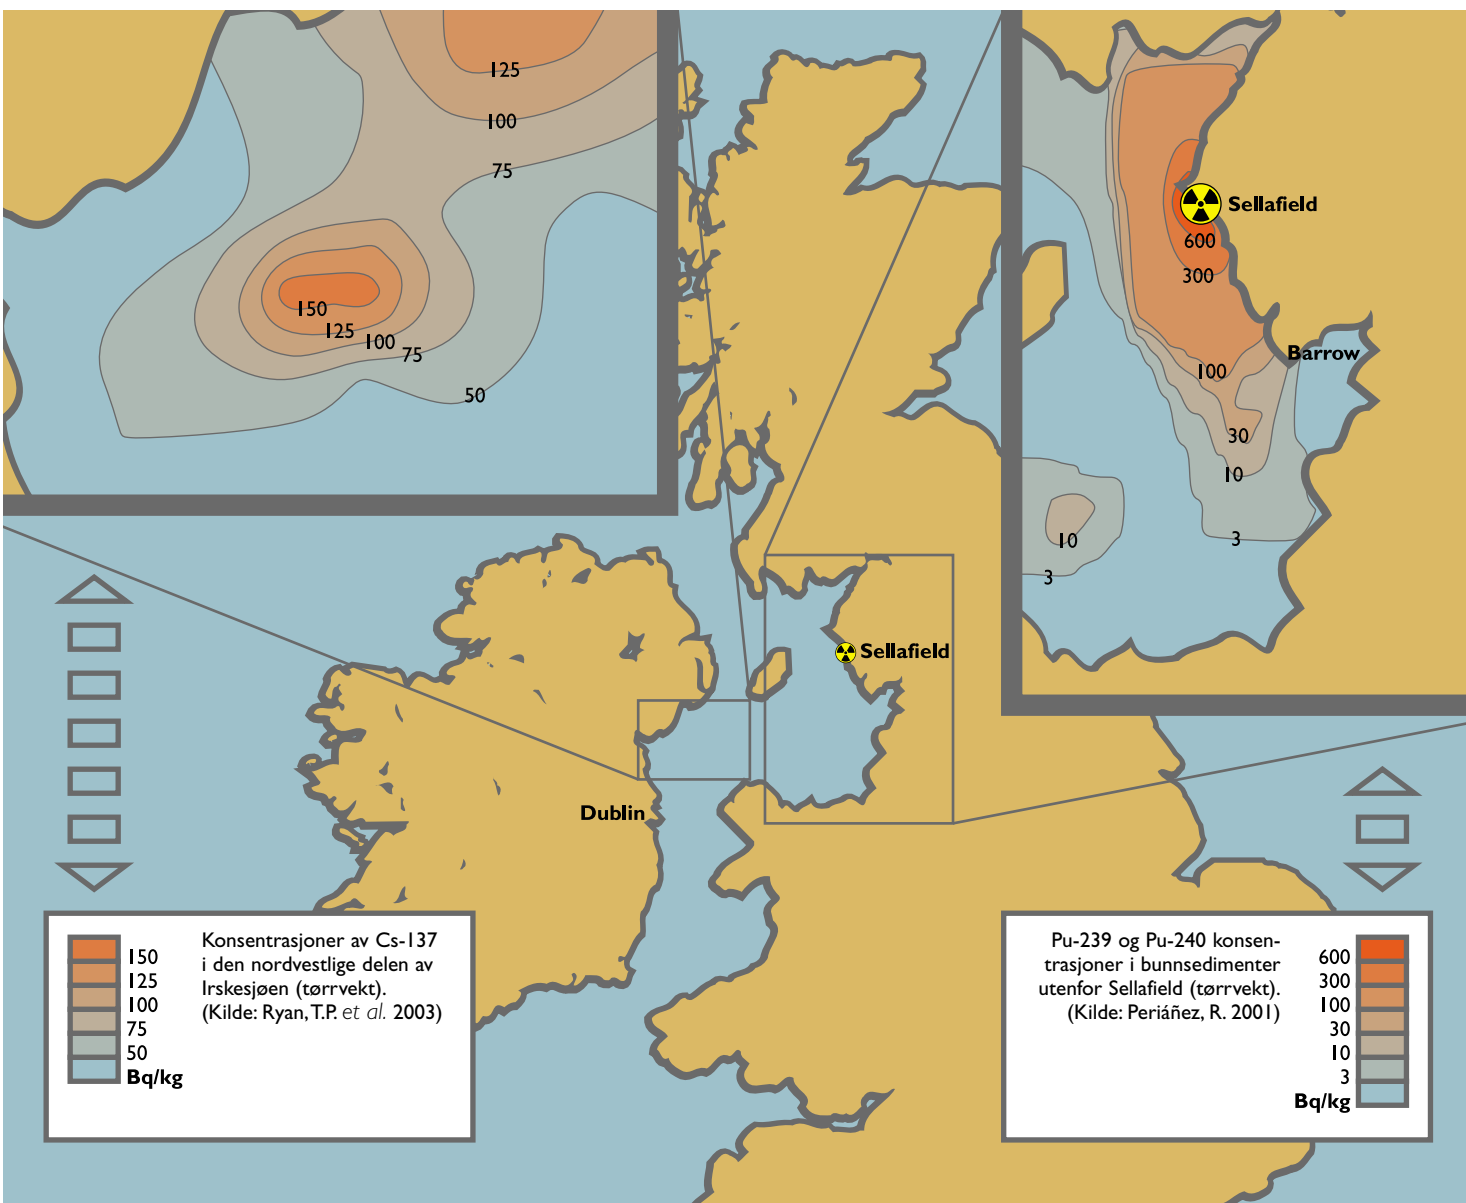 125
100
75
150
125
100
75
50
Sellafield
600
300
Barrow
100
30
10
3
10
3
Sellafield
Dublin
150
125
100
75
50
Bq/kg
Konsentrasjoner av Cs-137
i den nordvestlige delen av
Irskesjøen (tørrvekt).
(Kilde: Ryan, T.P. et al. 2003)
Pu-239 og Pu-240 konsen-
trasjoner i bunnsedimenter
utenfor Sellafield (tørrvekt).
(Kilde: Periáñez, R. 2001)
600
300
100
30
10
3
Bq/kg